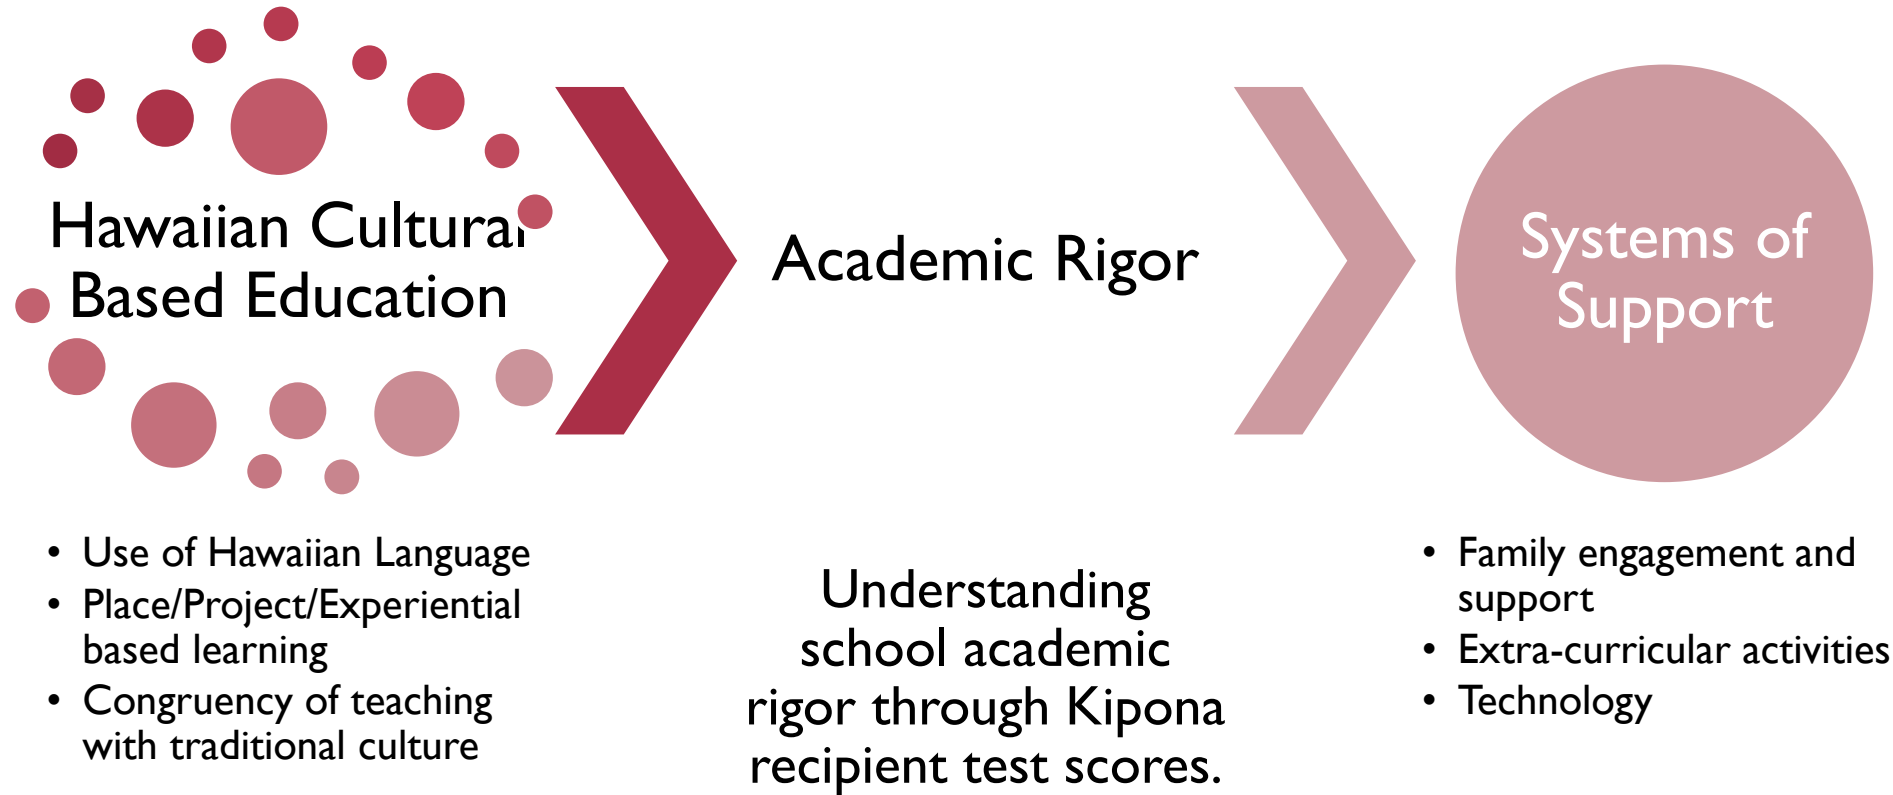 Hawaiian Cultural
Based Education
Academic Rigor
Systems of
Support
• Use of Hawaiian Language
• Place/Project/Experiential
based learning
• Congruency of teaching
with traditional culture
Understanding
school academic
rigor through Kipona
recipient test scores.
• Family engagement and
support
• Extra-curricular activities
• Technology